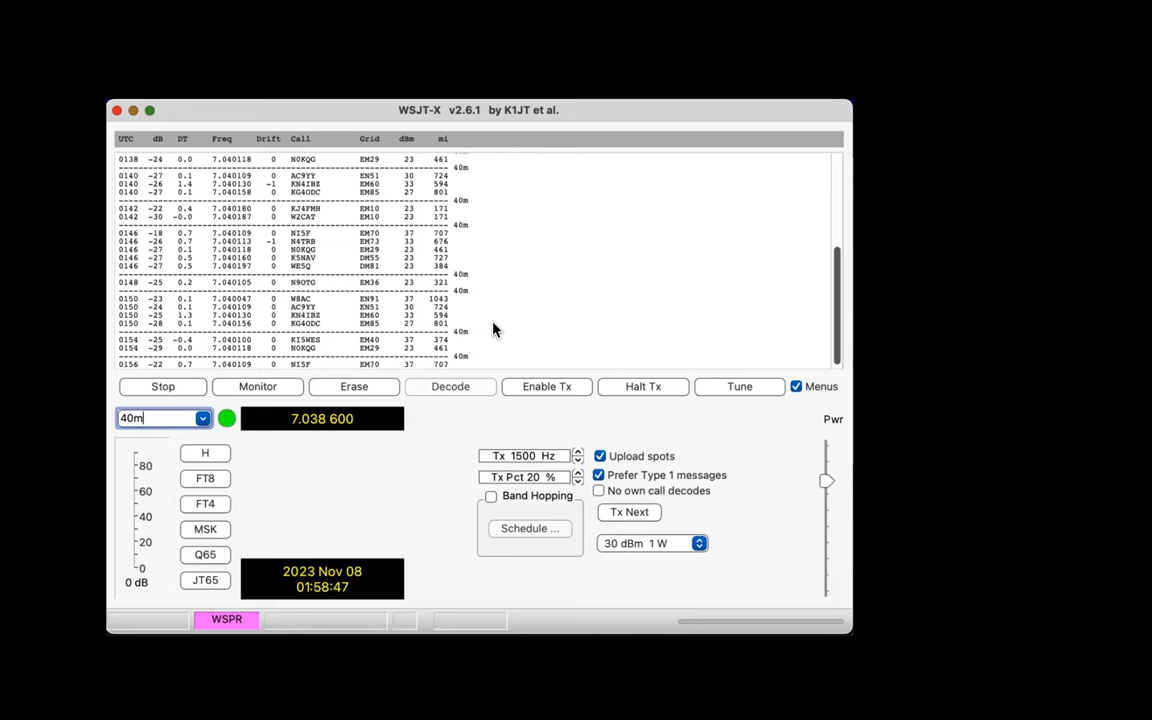 WSJT-X v2.6.1 by K1JT et al.
UTC dB DT Freq Drift Call Grid dBm mi
0138 -24 0.0 7.040118 0 N0KQG EM29 23 461
---------------------------------------------------- 40m
0140 -27 0.1 7.040109 0 AC9YY EN51 30 724
0140 -26 1.4 7.040130 -1 KN4IBZ EM60 33 594
0140 -27 0.1 7.040158 0 KG4ODC EM85 27 801
---------------------------------------------------- 40m
0142 -22 0.4 7.040180 0 KJ4FMH EM10 23 171
0142 -30 -0.0 7.040187 0 W2CAT EM10 23 171
---------------------------------------------------- 40m
0146 -18 0.7 7.040109 0 NI5F EM70 37 707
0146 -26 0.7 7.040113 -1 N4TRB EM73 33 676
0146 -27 0.1 7.040118 0 N0KQG EM29 23 461
0146 -27 0.5 7.040160 0 K5NAV DM55 23 727
0146 -27 0.5 7.040197 0 WE5Q DM81 23 384
---------------------------------------------------- 40m
0148 -25 0.2 7.040105 0 N9OTG EM36 23 321
---------------------------------------------------- 40m
0150 -23 0.1 7.040047 0 W8AC EN91 37 1043
0150 -24 0.1 7.040109 0 AC9YY EN51 30 724
0150 -25 1.3 7.040130 0 KN4IBZ EM60 33 594
0150 -28 0.1 7.040156 0 KG4ODC EM85 27 801
---------------------------------------------------- 40m
0154 -25 -0.4 7.040100 0 KI5WES EM40 37 374
0154 -29 0.0 7.040118 0 N0KQG EM29 23 461
---------------------------------------------------- 40m
0156 -22 0.7 7.040109 0 NI5F EM70 37 707
Stop Monitor Erase Decode Enable Tx Halt Tx Tune Menus
40m 7.038 600 Pwr
80
60
40
20
0
0 dB
H
FT8
FT4
MSK
Q65
JT65
2023 Nov 08
01:58:47
Tx 1500 Hz
Tx Pct 20 %
Band Hopping
Schedule ...
Upload spots
Prefer Type 1 messages
No own call decodes
Tx Next
30 dBm 1 W
WSPR